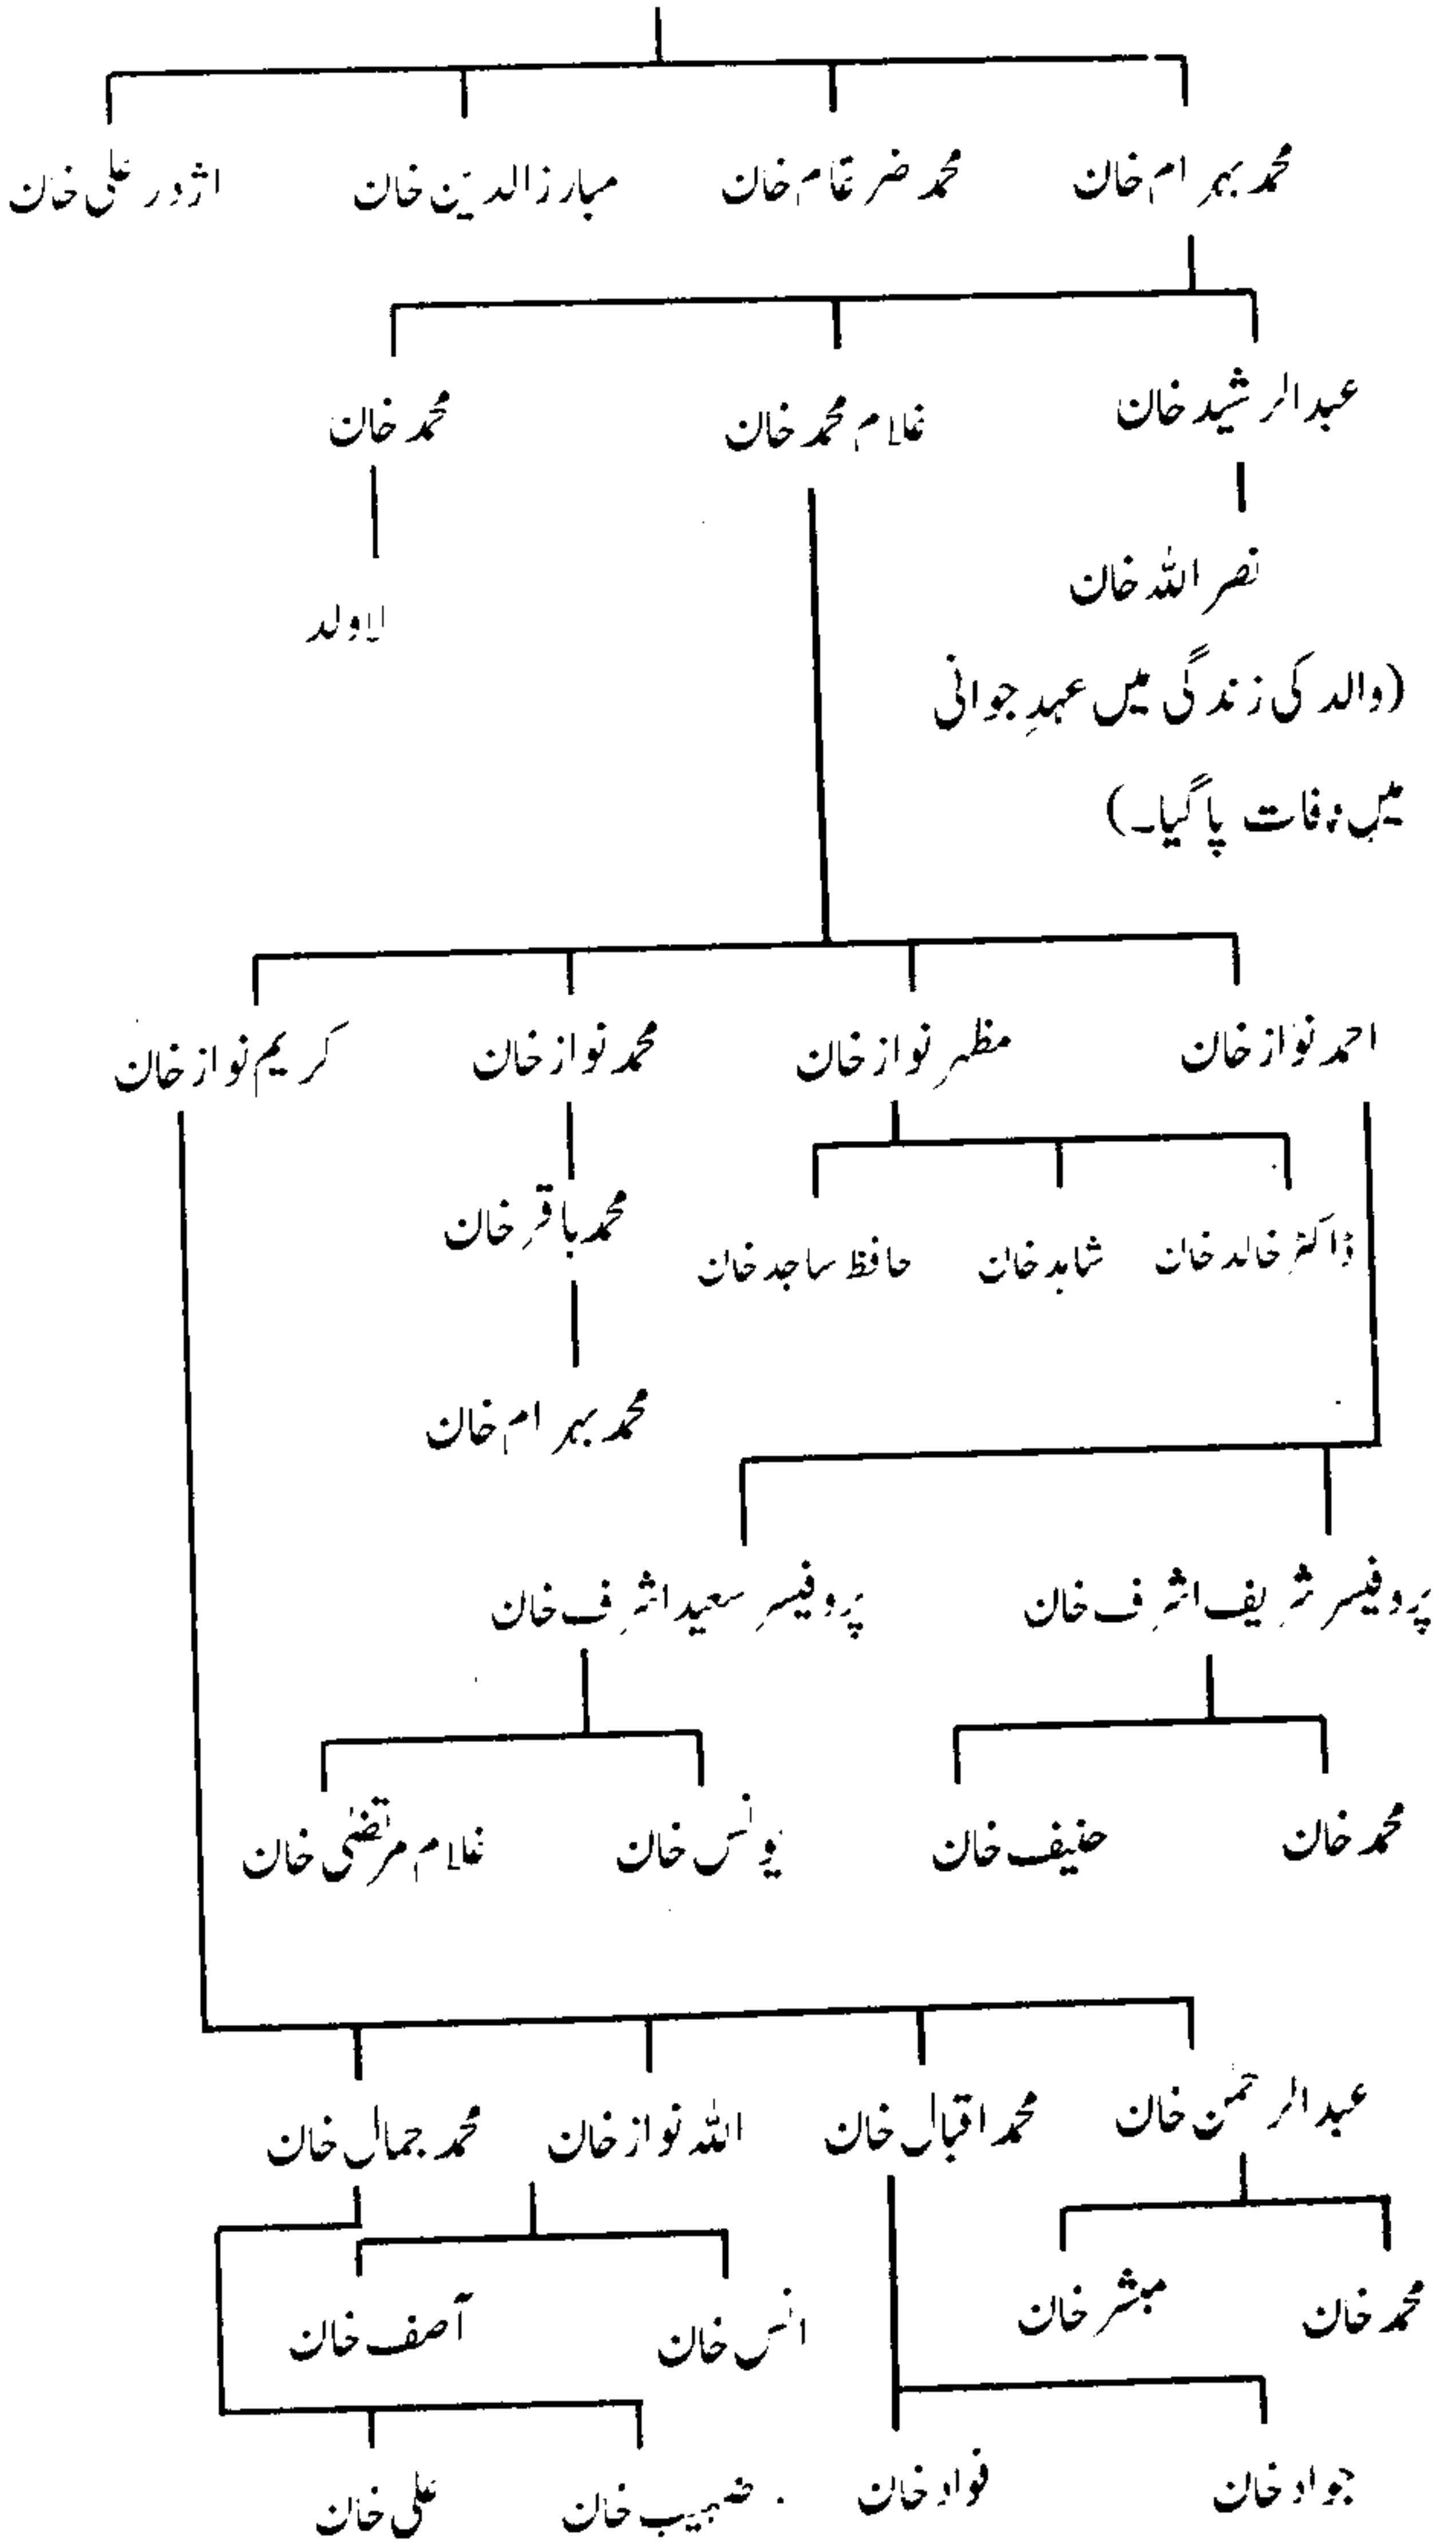 محمد بہرام خان محمد ضرغام خان مبارزالدین خان اژدر علی خان
عبدالرشید خان غلام محمد خان محمد خان
نصر اللہ خان لاولد
(والد کی زندگی میں عہدِ جوانی
میں وفات پا گیا۔)
احمد نواز خان مظہر نواز خان محمد نواز خان کریم نواز خان
ڈاکٹر خالد خان شاہد خان حافظ ساجد خان محمد باقر خان
محمد بہرام خان
پروفیسر شریف اشرف خان پروفیسر سعید اشرف خان
محمد خان حنیف خان یونس خان غلام مرتضیٰ خان
عبدالرحمٰن خان محمد اقبال خان اللہ نواز خان محمد جمال خان
محمد خان مبشر خان انس خان آصف خان
جواد خان فواد خان ضہیب خان علی خان